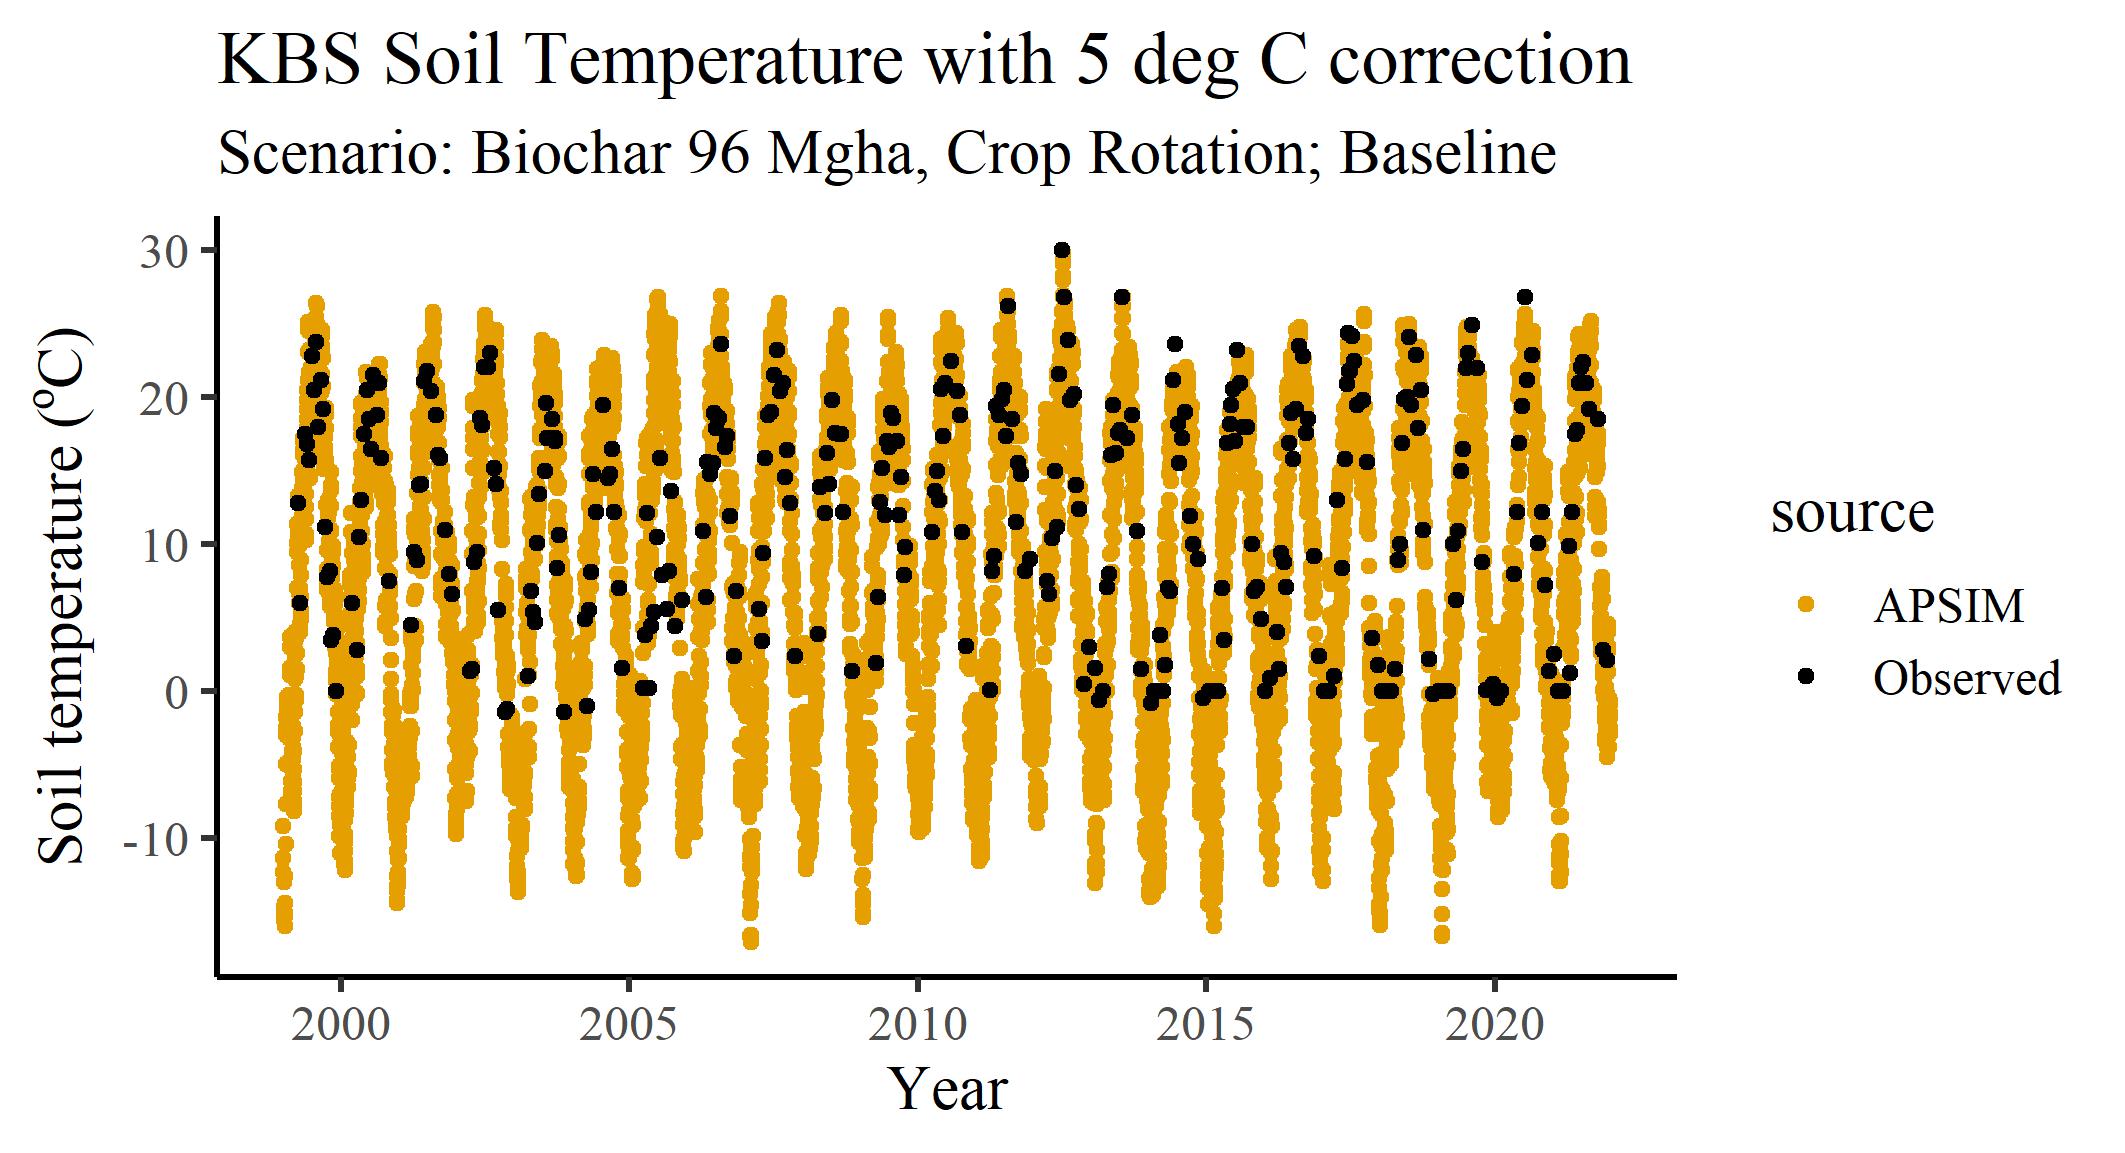 KBS Soil Temperature with 5 deg C correction
Scenario: Biochar 96 Mgha, Crop Rotation; Baseline
Soil temperature (ºC)
30
20
10
0
-10
2000 2005 2010 2015 2020
Year
source
APSIM
Observed